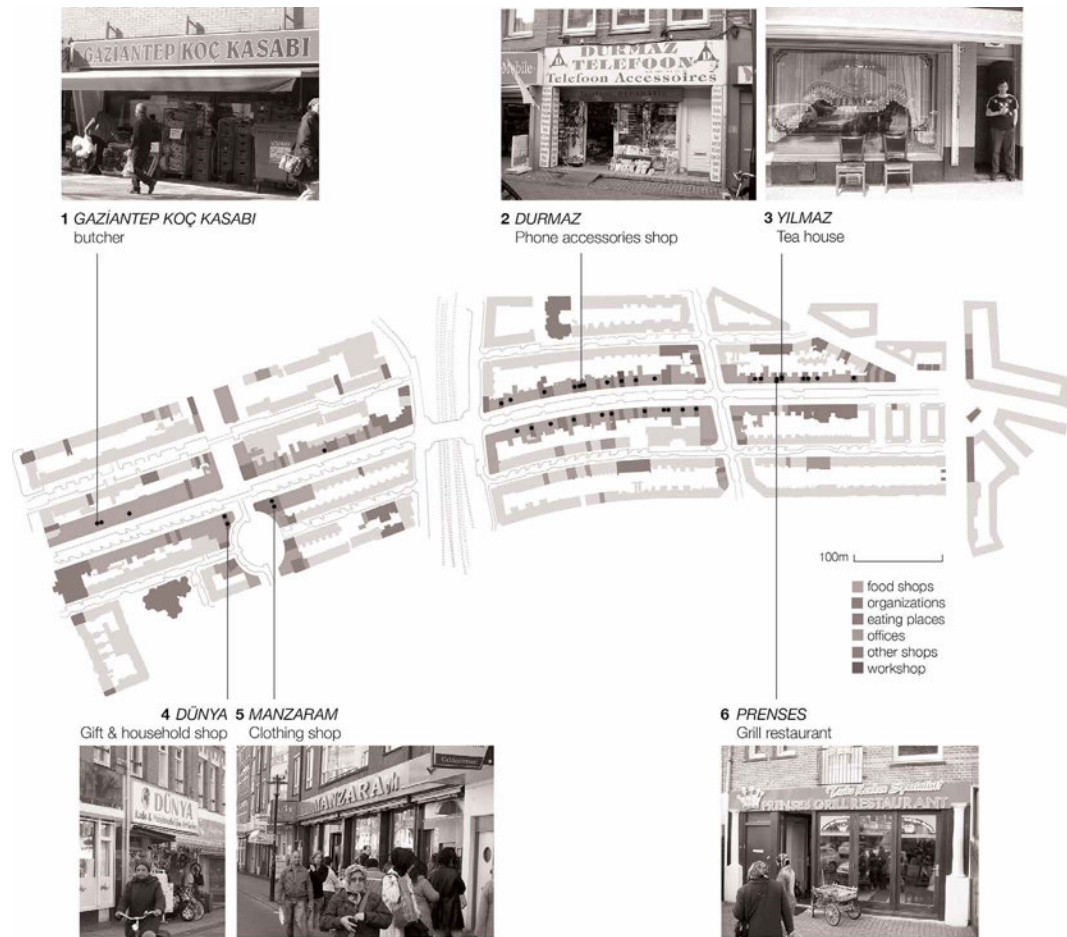 GAZİANTEP KOÇ KASABI
Mobile
DURMAZ
TELEFOON
Telefoon Accessoires
YILMAZ
1 GAZİANTEP KOÇ KASABI
butcher
2 DURMAZ
Phone accessories shop
3 YILMAZ
Tea house
100m
food shops
organizations
eating places
offices
other shops
workshop
4 DÜNYA
Gift & household shop
5 MANZARAM
Clothing shop
6 PRENSES
Grill restaurant
DÜNYA
MANZARAM
PRENSES GRILL RESTAURANT